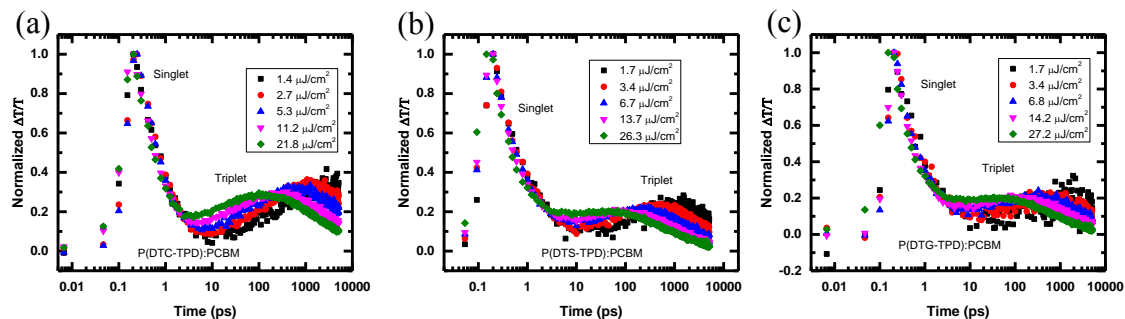 (a)
Normalized ΔT/T
1.0
0.8
0.6
0.4
0.2
0.0
Singlet
Triplet
1.4 μJ/cm²
2.7 μJ/cm²
5.3 μJ/cm²
11.2 μJ/cm²
21.8 μJ/cm²
P(DTC-TPD):PCBM
0.01 0.1 1 10 100 1000 10000
Time (ps)
(b)
Normalized ΔT/T
1.0
0.8
0.6
0.4
0.2
0.0
Singlet
Triplet
1.7 μJ/cm²
3.4 μJ/cm²
6.7 μJ/cm²
13.7 μJ/cm²
26.3 μJ/cm²
P(DTS-TPD):PCBM
0.1 1 10 100 1000 10000
Time (ps)
(c)
Normalized ΔT/T
1.0
0.8
0.6
0.4
0.2
0.0
-0.2
Singlet
Triplet
1.7 μJ/cm²
3.4 μJ/cm²
6.8 μJ/cm²
14.2 μJ/cm²
27.2 μJ/cm²
P(DTG-TPD):PCBM
0.01 0.1 1 10 100 1000 10000
Time (ps)